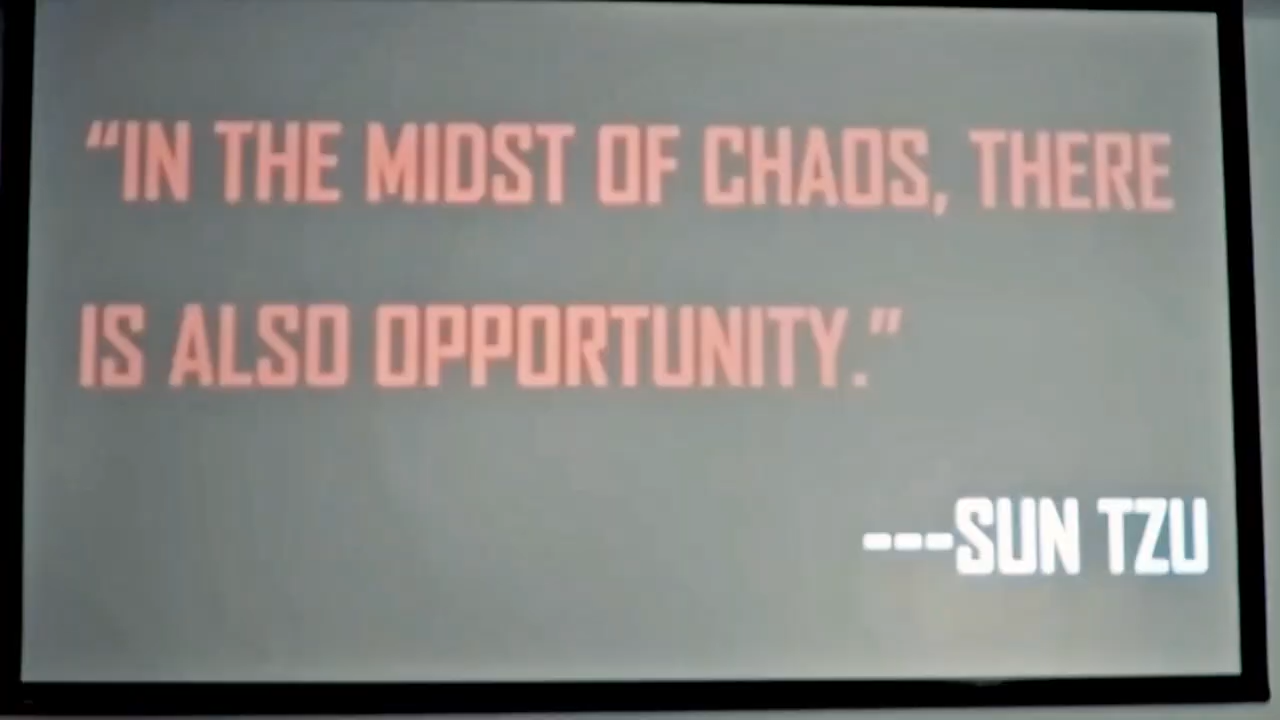 “IN THE MIDST OF CHAOS, THERE
IS ALSO OPPORTUNITY.”
---SUN TZU